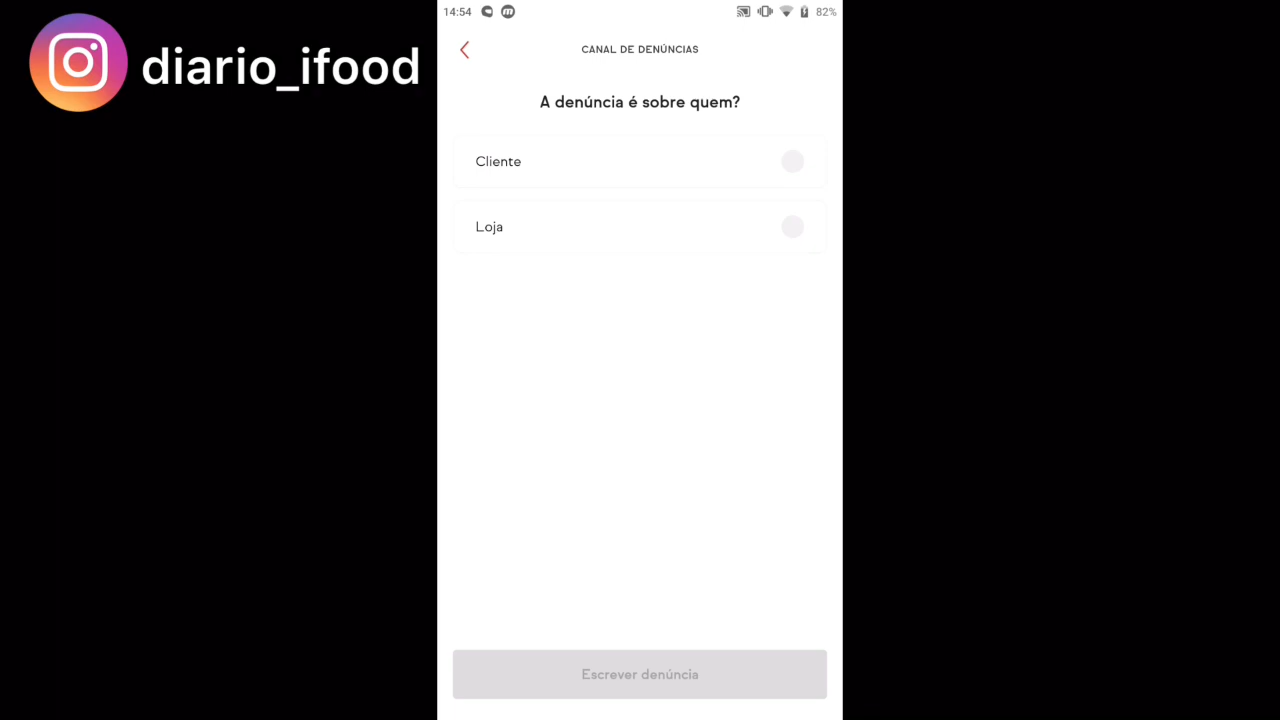 diario_ifood
14:54
82%
CANAL DE DENÚNCIAS
A denúncia é sobre quem?
Cliente
Loja
Escrever denúncia